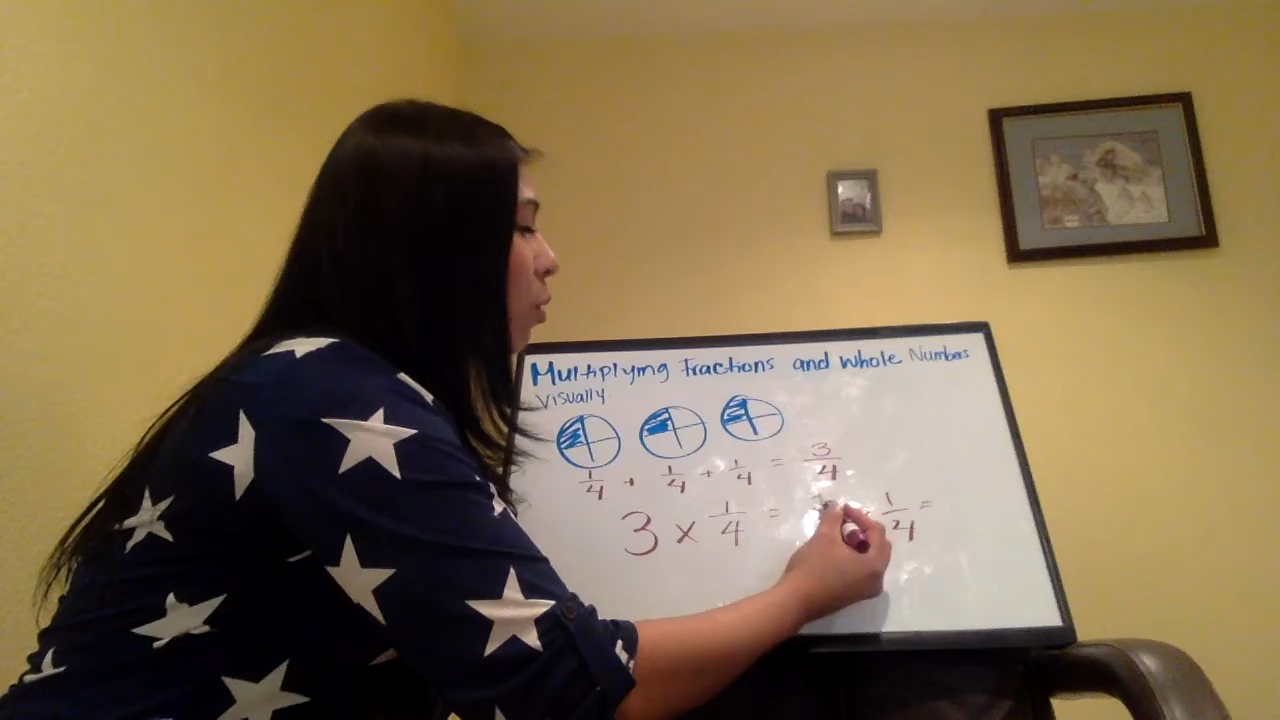 Multiplying Fractions and Whole Numbers
Visually
1/4 + 1/4 + 1/4 = 3/4
3 × 1/4 = 1/4 =